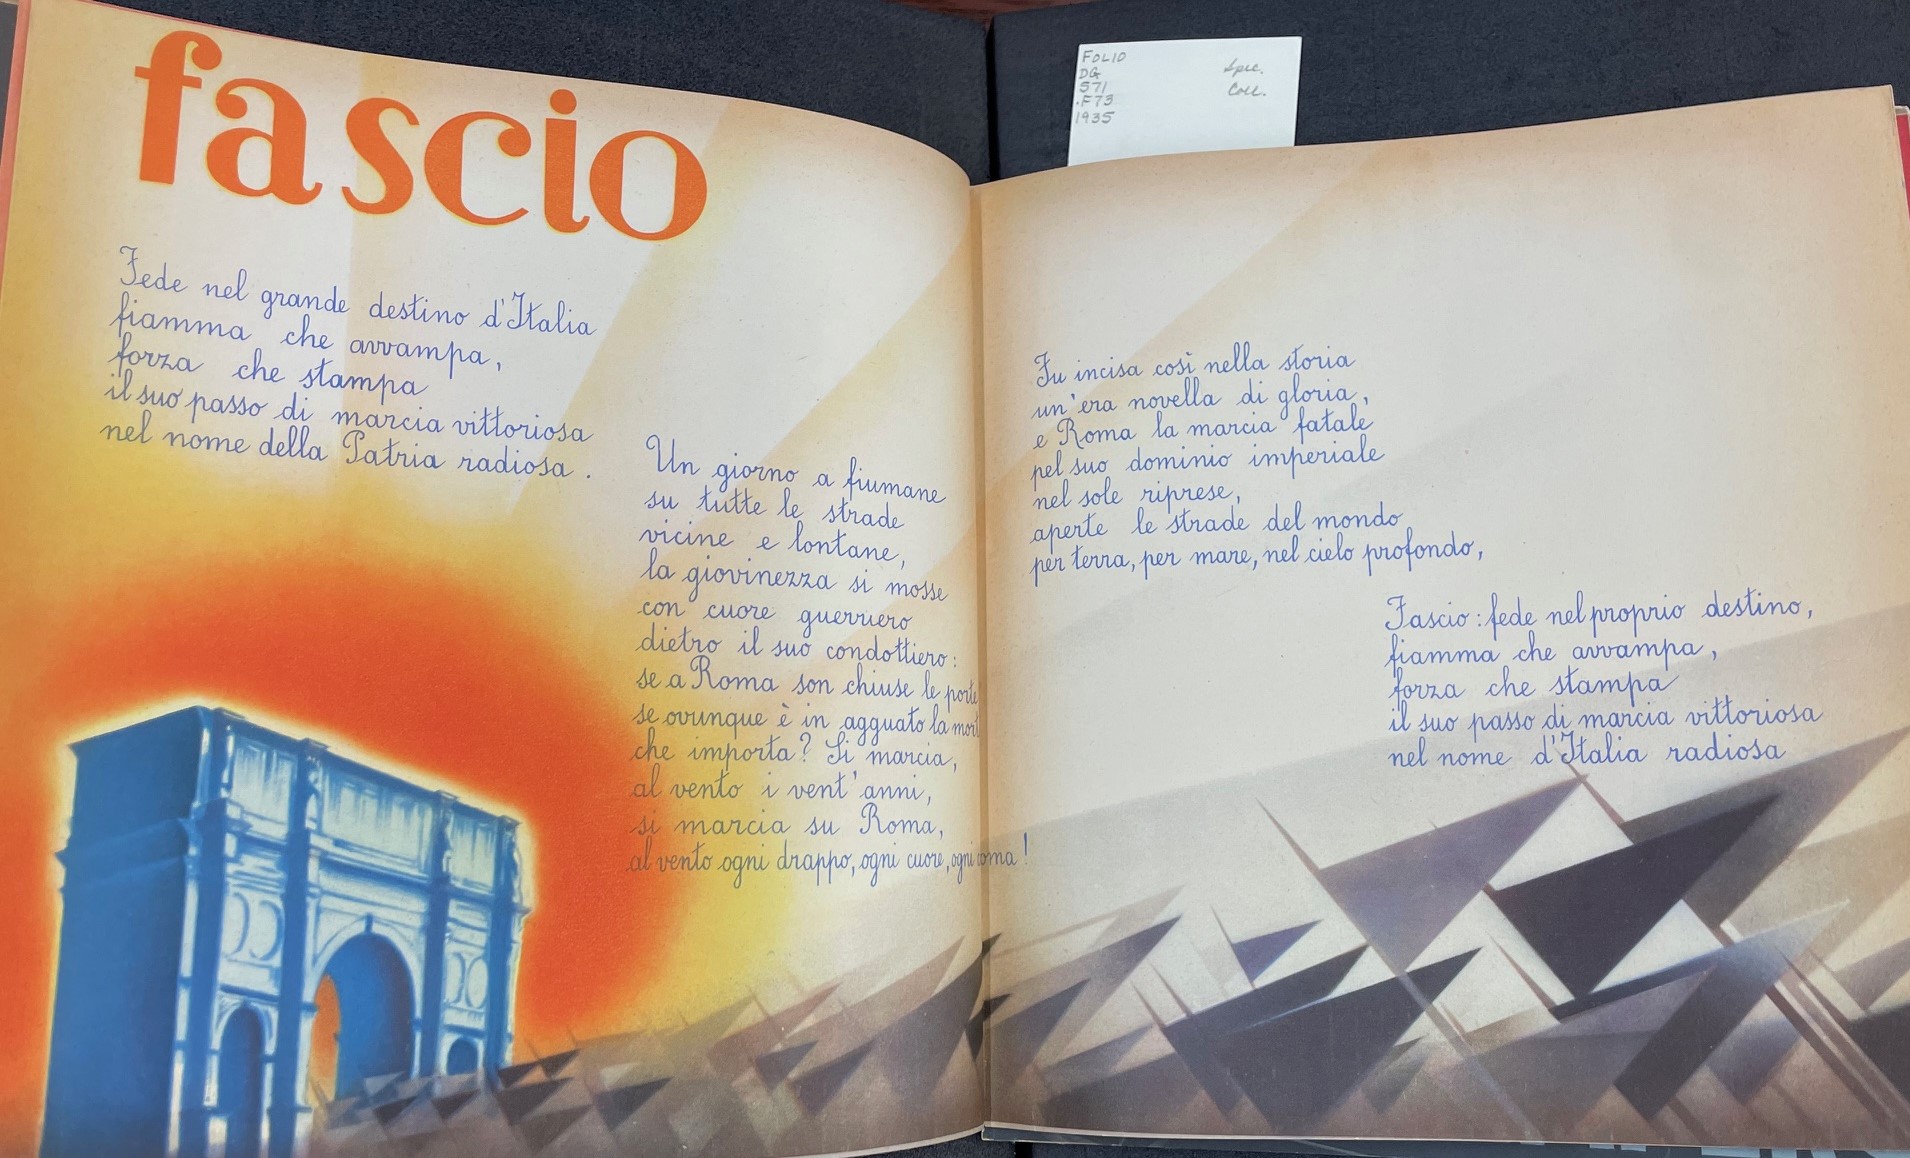 fascio
Fede nel grande destino d'Italia
fiamma che avvampa,
forza che stampa
il suo passo di marcia vittoriosa
nel nome della Patria radiosa.
Un giorno a fiumane
su tutte le strade
vicine e lontane,
la giovinezza si mosse
con cuore guerriero
dietro il suo condottiero:
se a Roma son chiuse le porte
se ovunque è in agguato la mort
che importa? Si marcia,
al vento i vent'anni,
si marcia su Roma,
al vento ogni drappo, ogni cuore, ogni coma!
Fu incisa così nella storia
un'era novella di gloria,
e Roma la marcia fatale
pel suo dominio imperiale
nel sole riprese,
aperte le strade del mondo
per terra, per mare, nel cielo profondo,
Fascio: fede nel proprio destino,
fiamma che avvampa,
forza che stampa
il suo passo di marcia vittoriosa
nel nome d'Italia radiosa
FOLIO
DG
571
.F73
1935
Spec.
Coll.